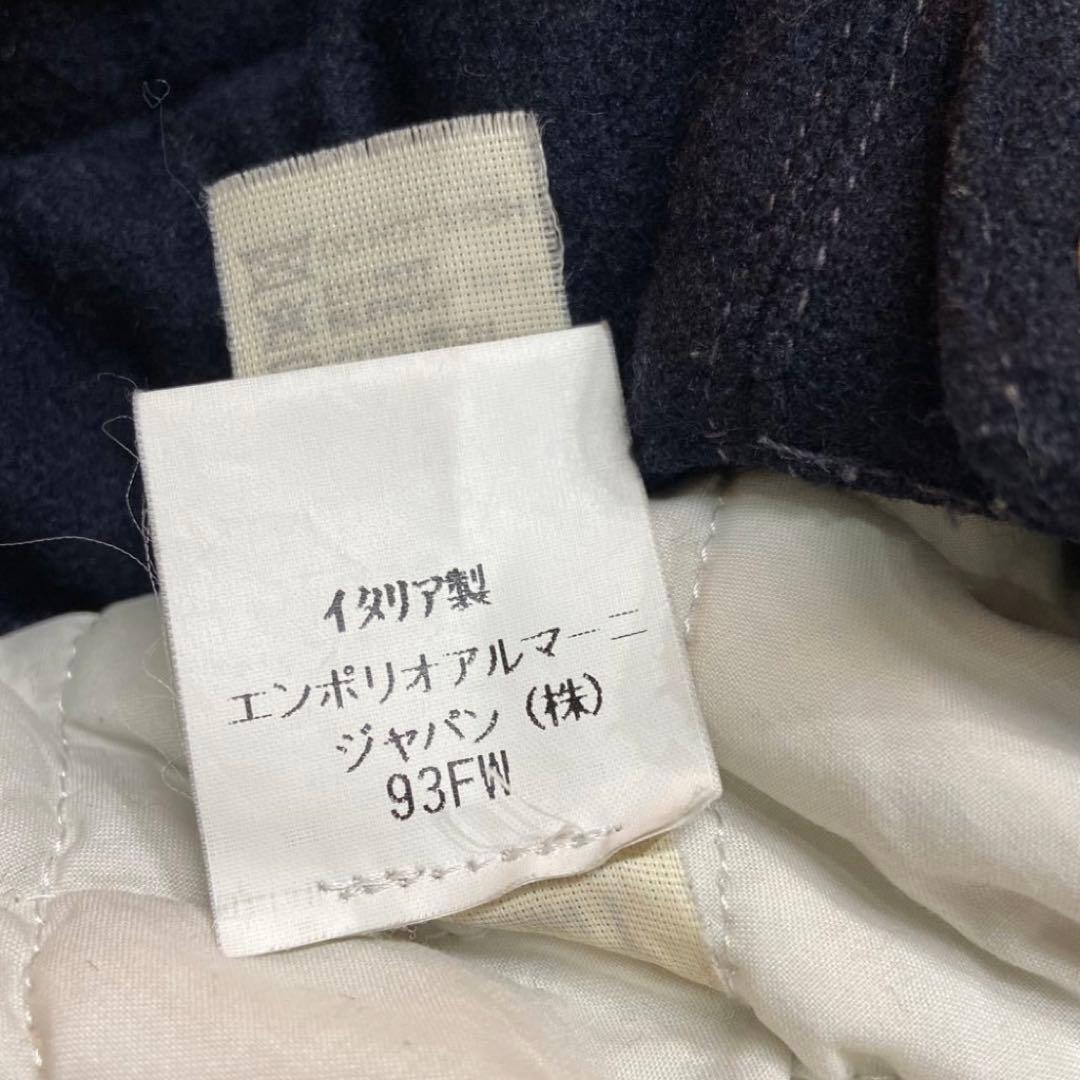 イタリア製
エンポリオアルマーニ
ジャパン（株）
93FW